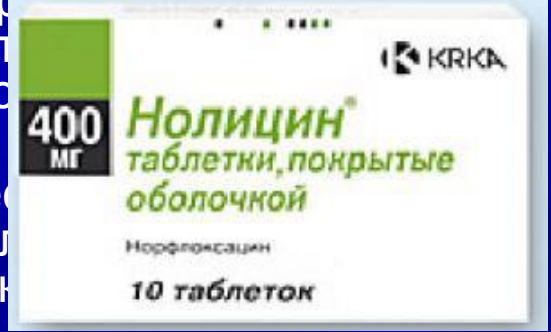 KRKA
400
мг
Нолицин®
таблетки, покрытые
оболочкой
Норфлоксацин
10 таблеток